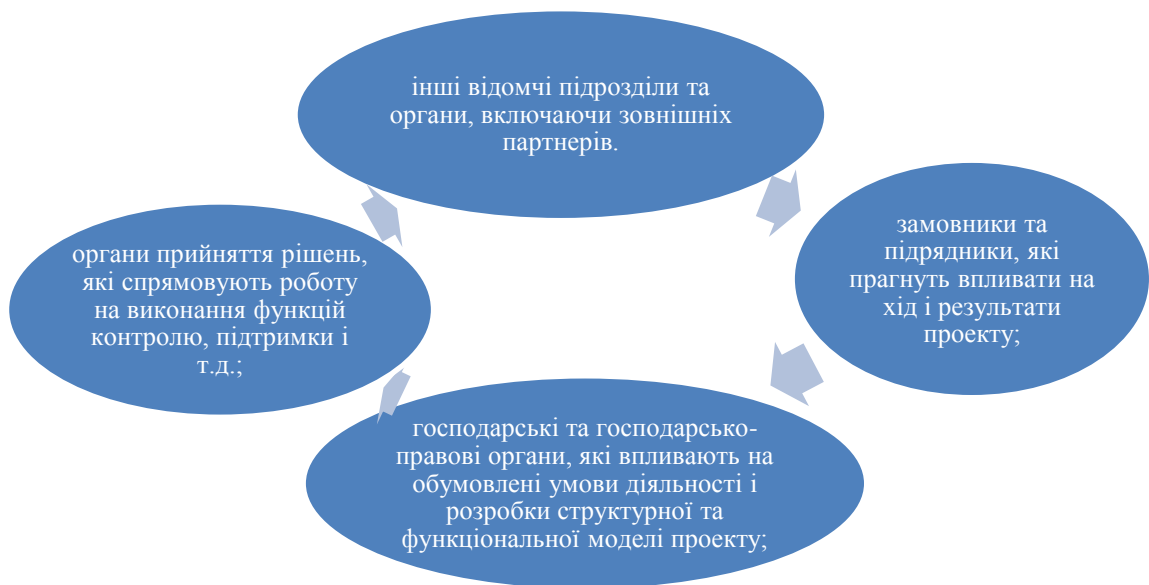 інші відомчі підрозділи та
органи, включаючи зовнішніх
партнерів.
замовники та
підрядники, які
прагнуть впливати на
хід і результати
проекту;
господарські та господарсько-
правові органи, які впливають на
обумовлені умови діяльності і
розробки структурної та
функціональної моделі проекту;
органи прийняття рішень,
які спрямовують роботу
на виконання функцій
контролю, підтримки і
т.д.;